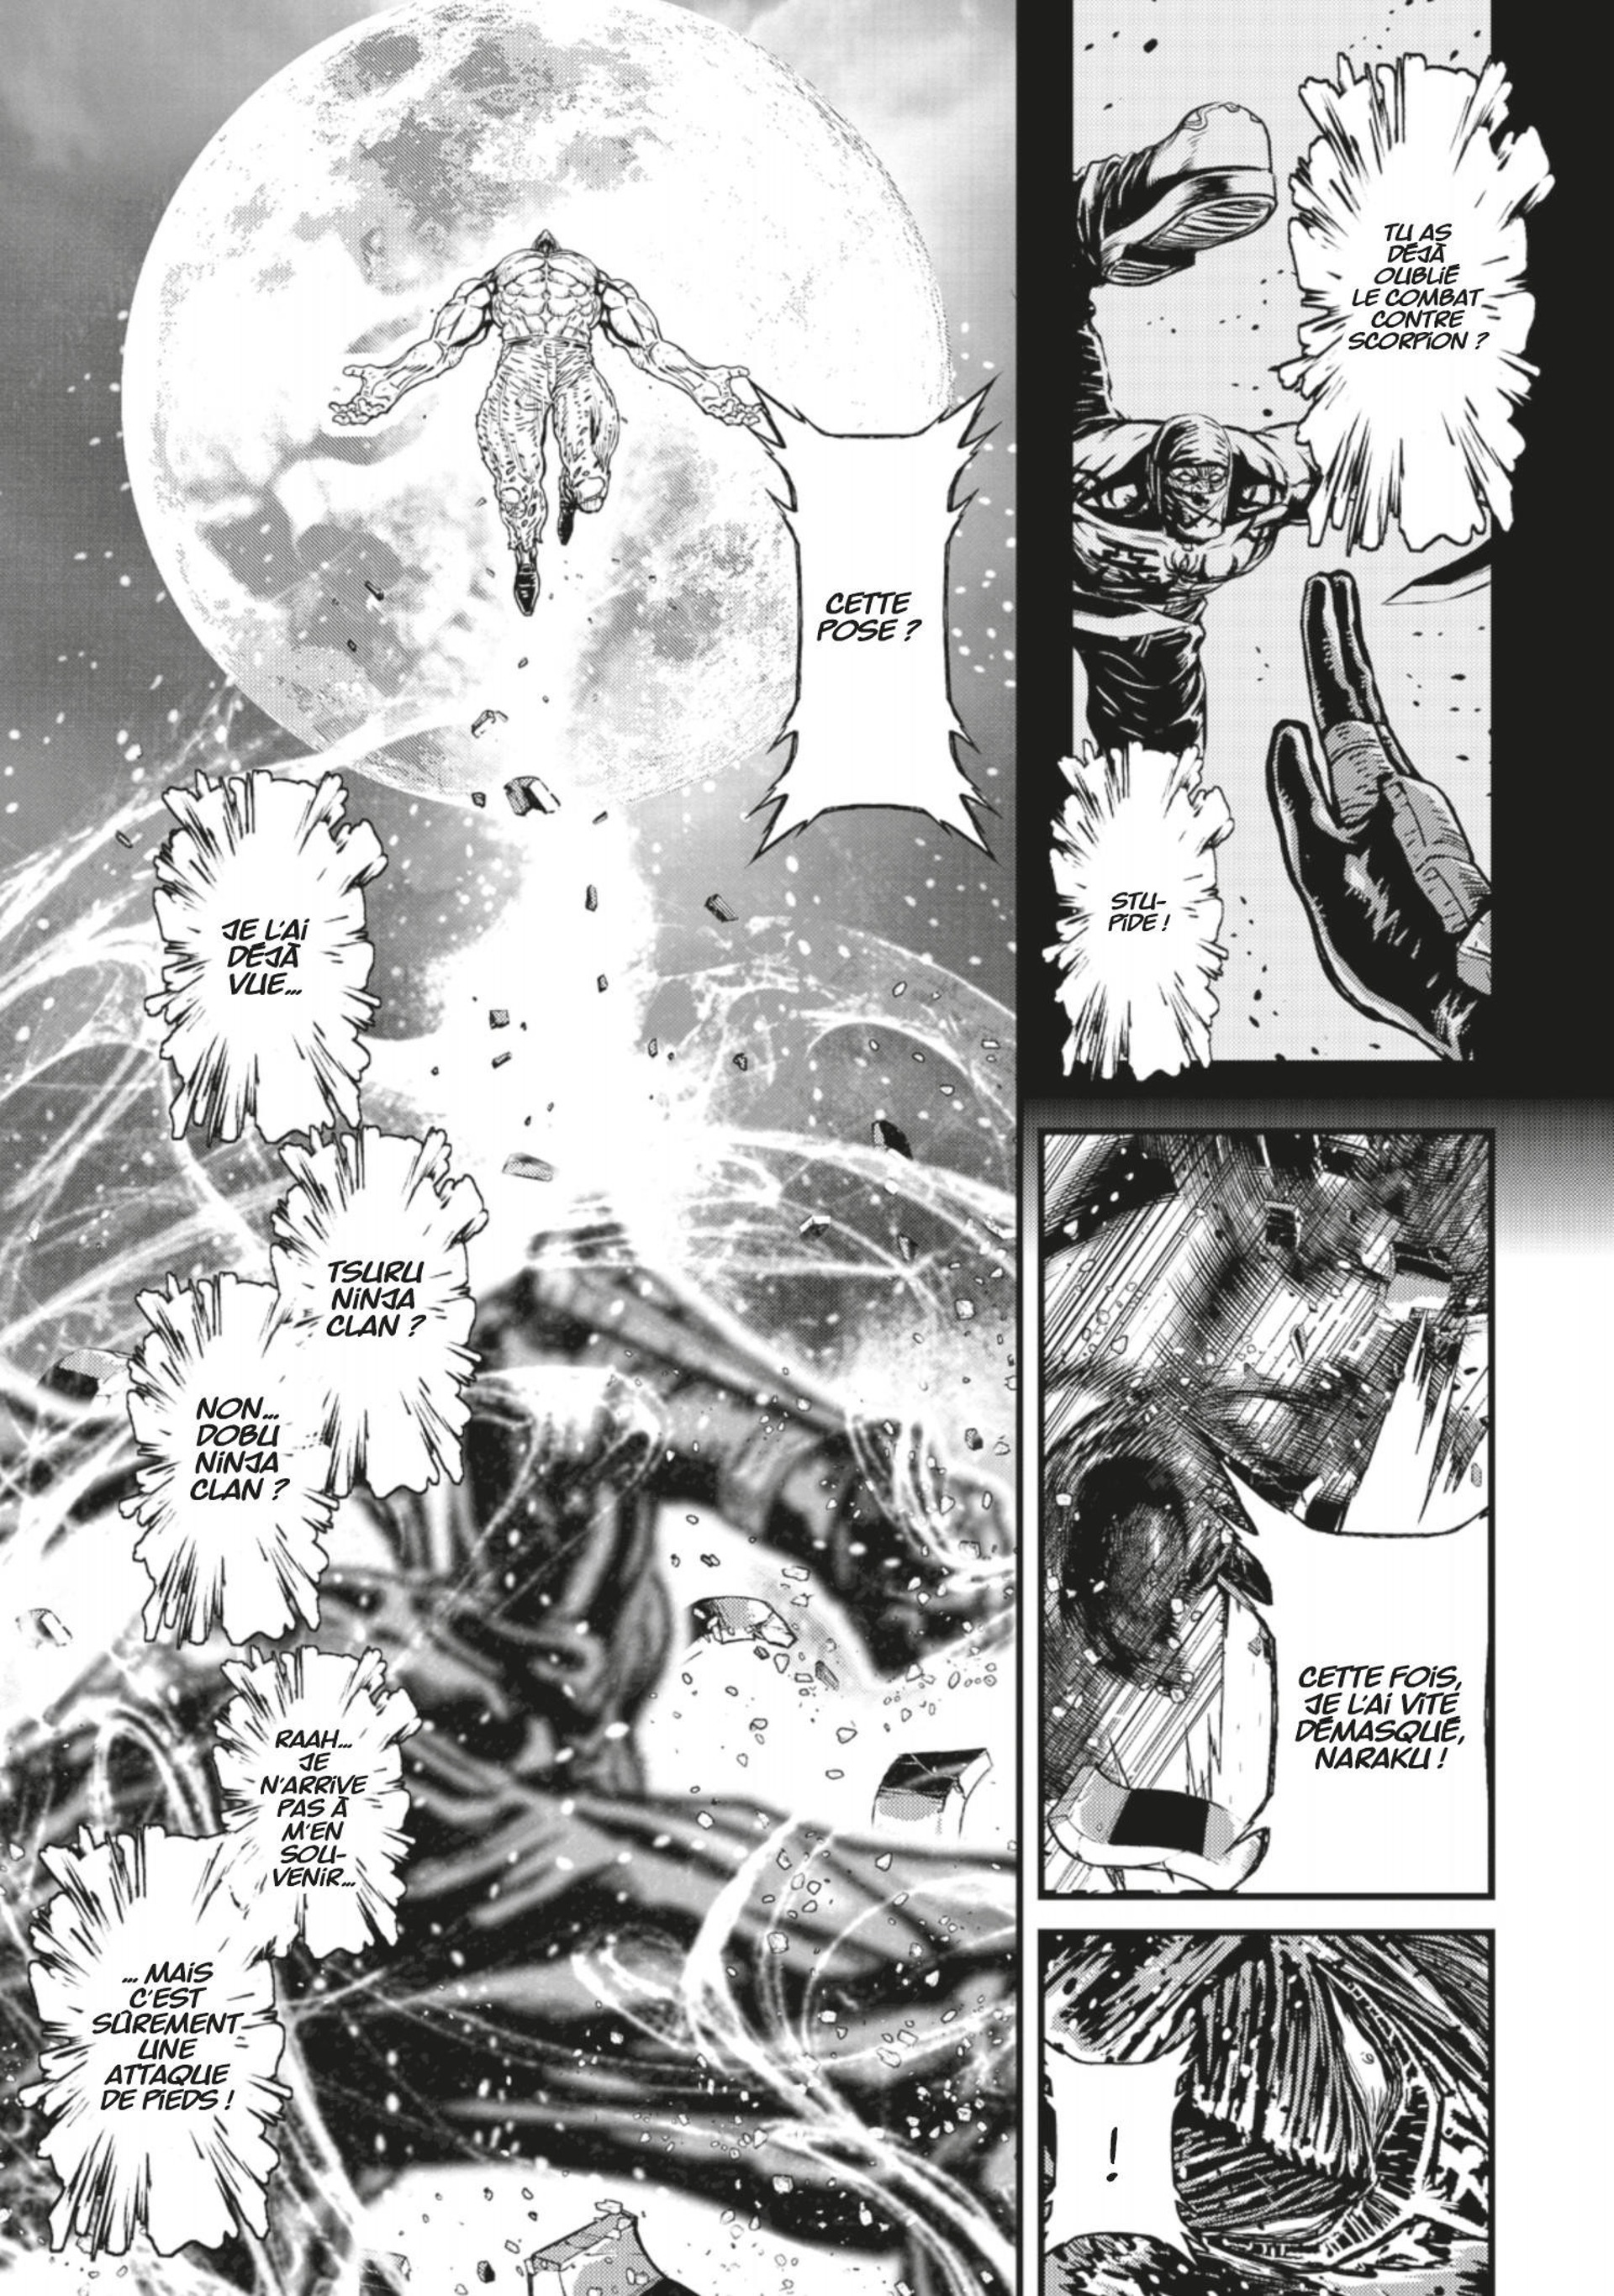 TU AS
DÉJÀ
OUBLIÉ
LE COMBAT
CONTRE
SCORPION ?
STU-
PIDE !
CETTE FOIS,
JE L'AI VITE
DÉMASQUÉ,
NARAKU !
!
CETTE
POSE ?
JE L'AI
DÉJÀ
VUE...
TSURU
NINJA
CLAN ?
NON...
DOBU
NINJA
CLAN ?
RAAH...
JE
N'ARRIVE
PAS À
M'EN
SOU-
VENIR...
... MAIS
C'EST
SÛREMENT
UNE
ATTAQUE
DE PIEDS !